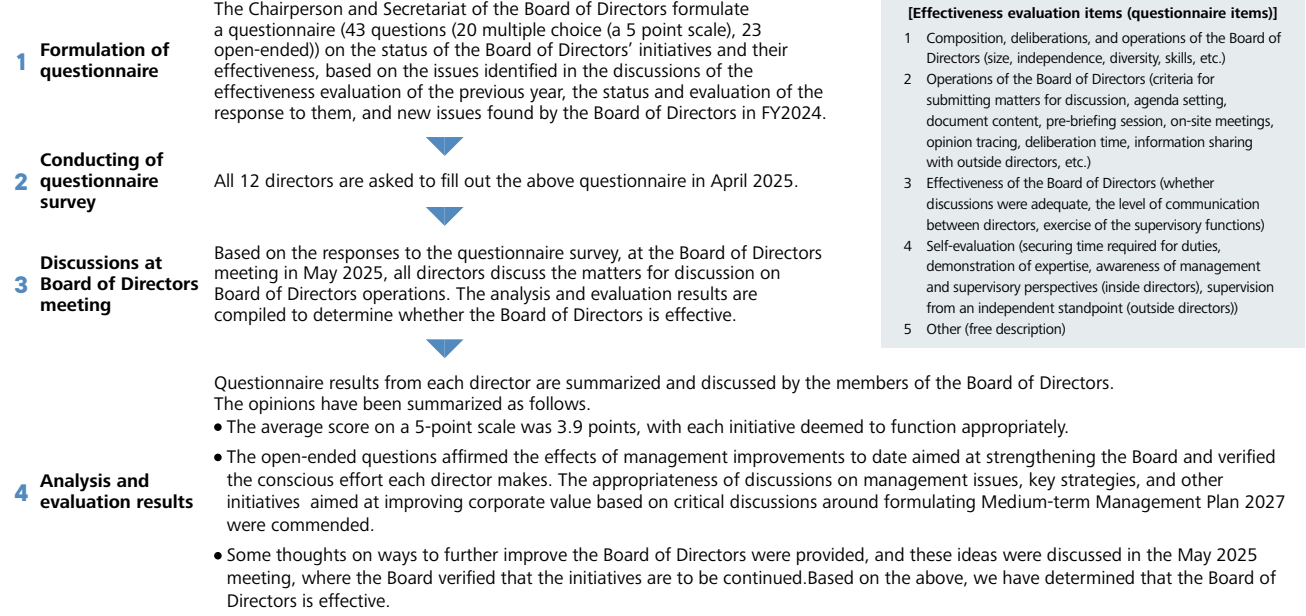 1
Formulation of
questionnaire
The Chairperson and Secretariat of the Board of Directors formulate
a questionnaire (43 questions (20 multiple choice (a 5 point scale), 23
open-ended)) on the status of the Board of Directors’ initiatives and their
effectiveness, based on the issues identified in the discussions of the
effectiveness evaluation of the previous year, the status and evaluation of the
response to them, and new issues found by the Board of Directors in FY2024.
2
Conducting of
questionnaire
survey
All 12 directors are asked to fill out the above questionnaire in April 2025.
3
Discussions at
Board of Directors
meeting
Based on the responses to the questionnaire survey, at the Board of Directors
meeting in May 2025, all directors discuss the matters for discussion on
Board of Directors operations. The analysis and evaluation results are
compiled to determine whether the Board of Directors is effective.
[Effectiveness evaluation items (questionnaire items)]
1 Composition, deliberations, and operations of the Board of
Directors (size, independence, diversity, skills, etc.)
2 Operations of the Board of Directors (criteria for
submitting matters for discussion, agenda setting,
document content, pre-briefing session, on-site meetings,
opinion tracing, deliberation time, information sharing
with outside directors, etc.)
3 Effectiveness of the Board of Directors (whether
discussions were adequate, the level of communication
between directors, exercise of the supervisory functions)
4 Self-evaluation (securing time required for duties,
demonstration of expertise, awareness of management
and supervisory perspectives (inside directors), supervision
from an independent standpoint (outside directors))
5 Other (free description)
4
Analysis and
evaluation results
Questionnaire results from each director are summarized and discussed by the members of the Board of Directors.
The opinions have been summarized as follows.
• The average score on a 5-point scale was 3.9 points, with each initiative deemed to function appropriately.
• The open-ended questions affirmed the effects of management improvements to date aimed at strengthening the Board and verified
the conscious effort each director makes. The appropriateness of discussions on management issues, key strategies, and other
initiatives aimed at improving corporate value based on critical discussions around formulating Medium-term Management Plan 2027
were commended.
• Some thoughts on ways to further improve the Board of Directors were provided, and these ideas were discussed in the May 2025
meeting, where the Board verified that the initiatives are to be continued.Based on the above, we have determined that the Board of
Directors is effective.